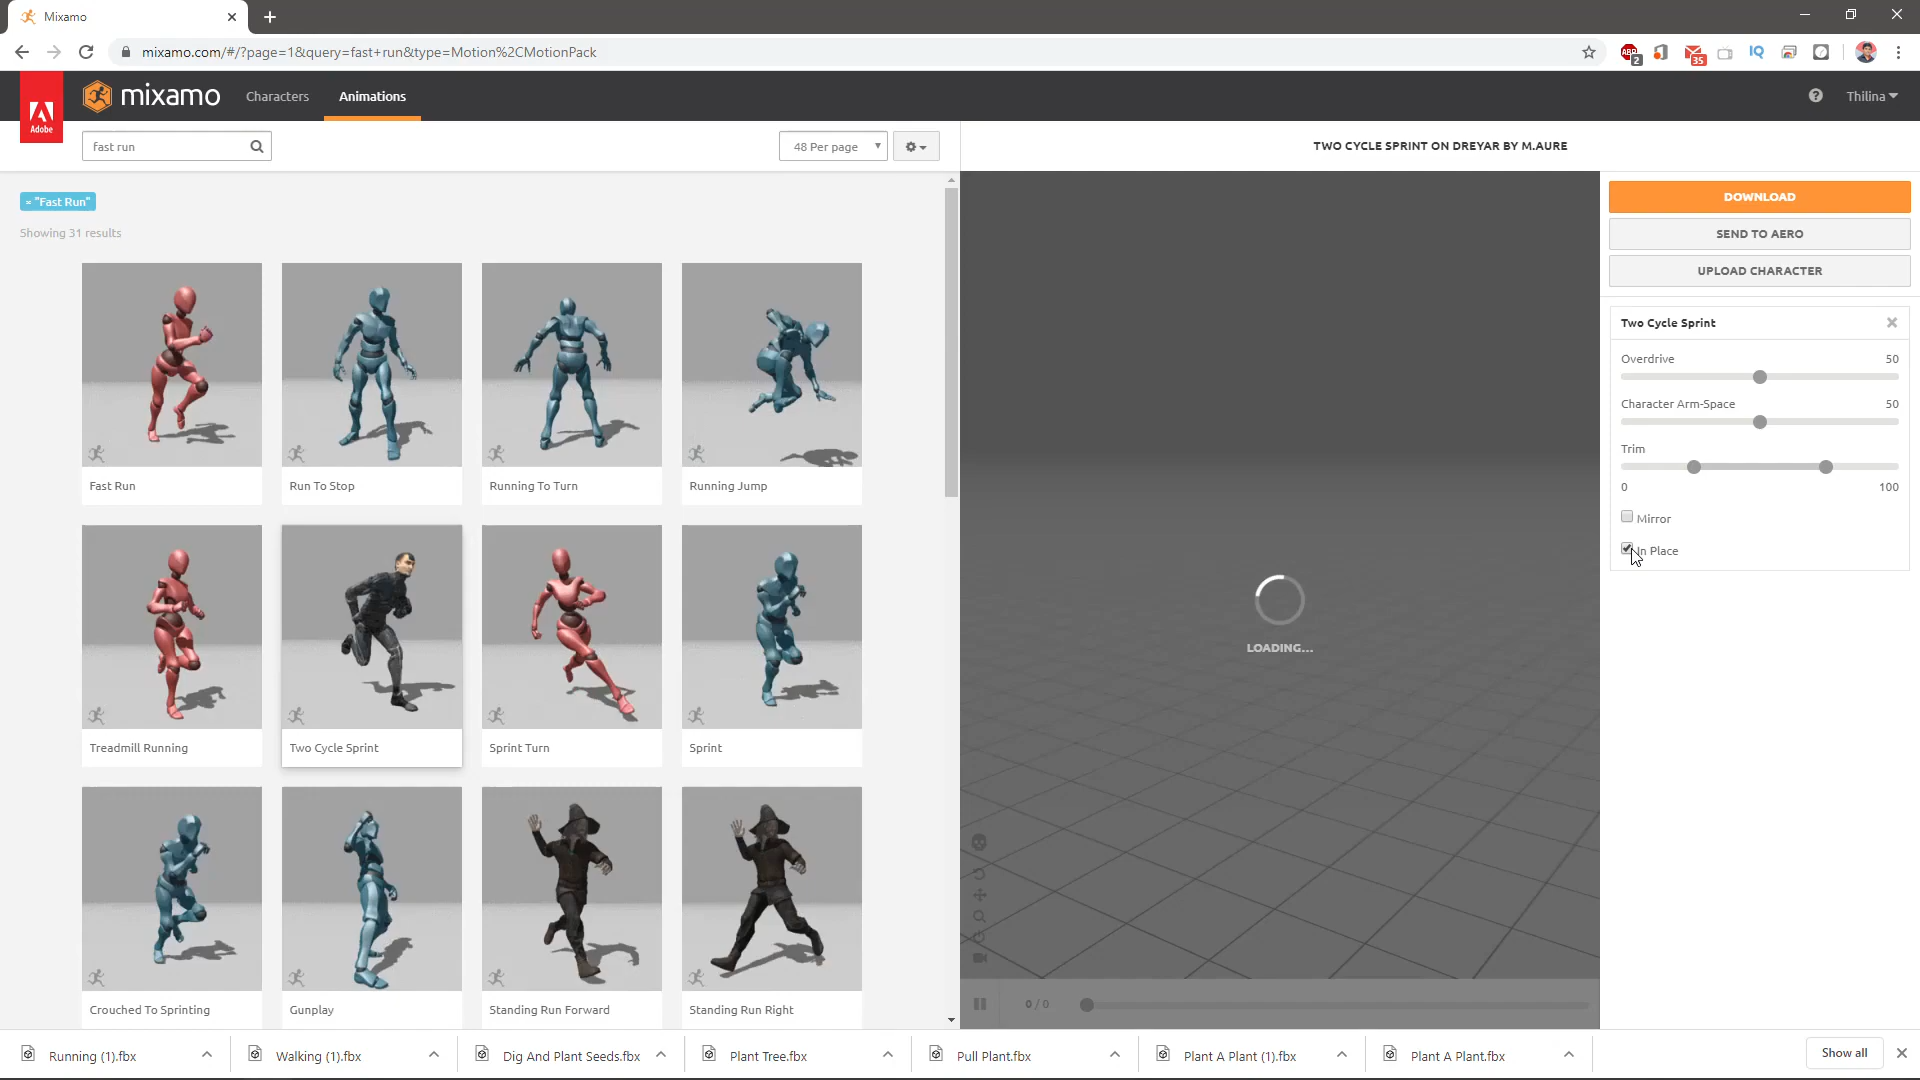 Mixamo
mixamo.com/#/?page=1&query=fast+run&type=Motion%2CMotionPack
2
35
IQ
Adobe
mixamo
Characters
Animations
Thilina
fast run
48 Per page
TWO CYCLE SPRINT ON DREYAR BY M.AURE
"Fast Run"
Showing 31 results
DOWNLOAD
SEND TO AERO
UPLOAD CHARACTER
Two Cycle Sprint
Overdrive 50
Character Arm-Space 50
Trim
0 100
Mirror
In Place
Fast Run
Run To Stop
Running To Turn
Running Jump
LOADING...
Treadmill Running
Two Cycle Sprint
Sprint Turn
Sprint
Crouched To Sprinting
Gunplay
Standing Run Forward
Standing Run Right
0 / 0
Running (1).fbx
Walking (1).fbx
Dig And Plant Seeds.fbx
Plant Tree.fbx
Pull Plant.fbx
Plant A Plant (1).fbx
Plant A Plant.fbx
Show all